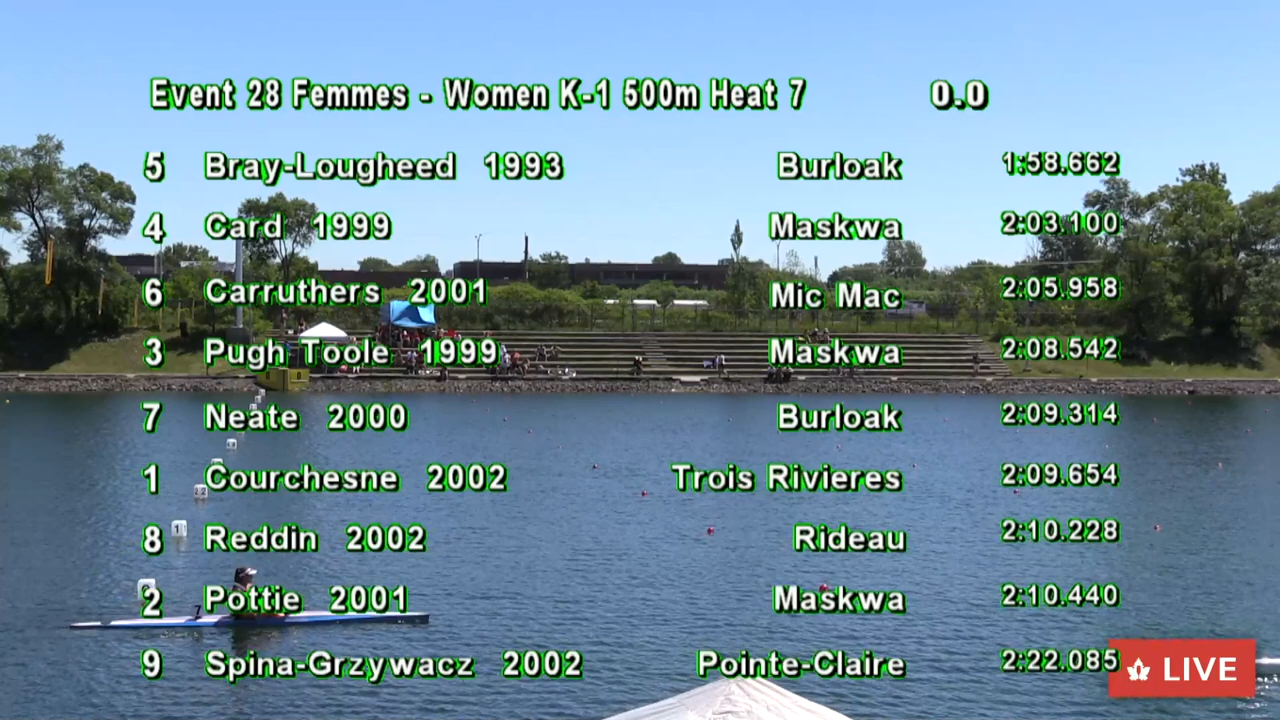 Event 28 Femmes - Women K-1 500m Heat 7 0.0
5 Bray-Lougheed 1993 Burloak 1:58.662
4 Card 1999 Maskwa 2:03.100
6 Carruthers 2001 Mic Mac 2:05.958
3 Pugh Toole 1999 Maskwa 2:08.542
7 Neate 2000 Burloak 2:09.314
1 Courchesne 2002 Trois Rivieres 2:09.654
8 Reddin 2002 Rideau 2:10.228
2 Pottie 2001 Maskwa 2:10.440
9 Spina-Grzywacz 2002 Pointe-Claire 2:22.085
LIVE
1
7